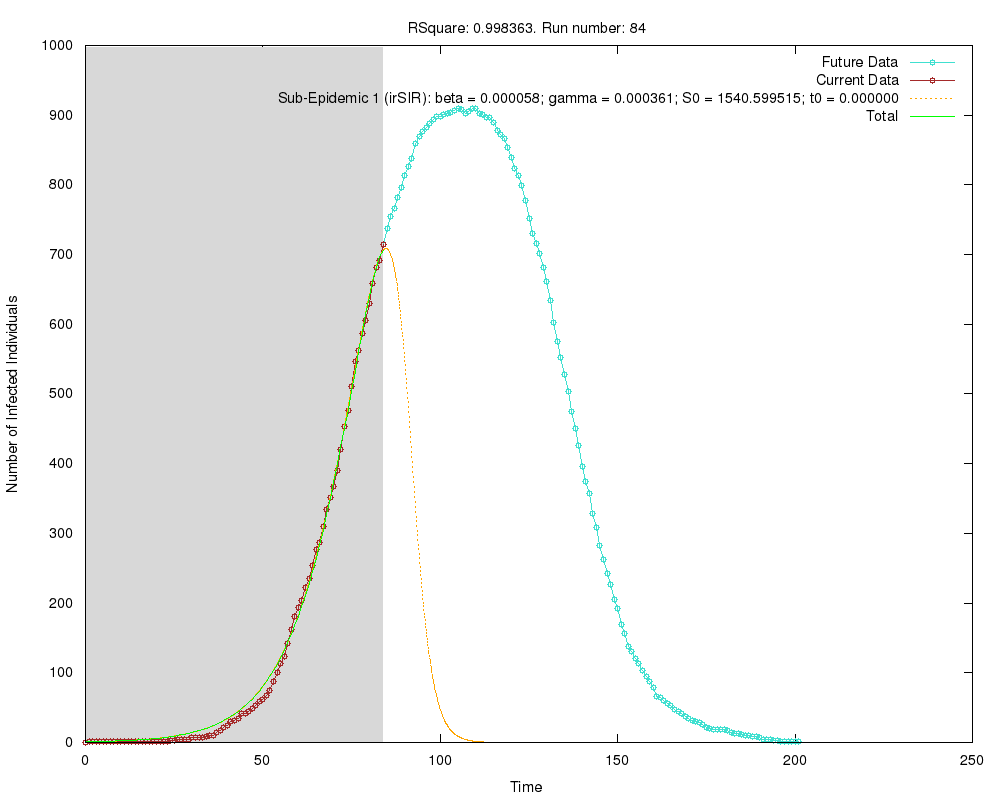 RSquare: 0.998363. Run number: 84
1000
900
800
700
600
500
400
300
200
100
0
Number of Infected Individuals
Future Data
Current Data
Sub-Epidemic 1 (irSIR): beta = 0.000058; gamma = 0.000361; S0 = 1540.599515; t0 = 0.000000
Total
0 50 100 150 200 250
Time